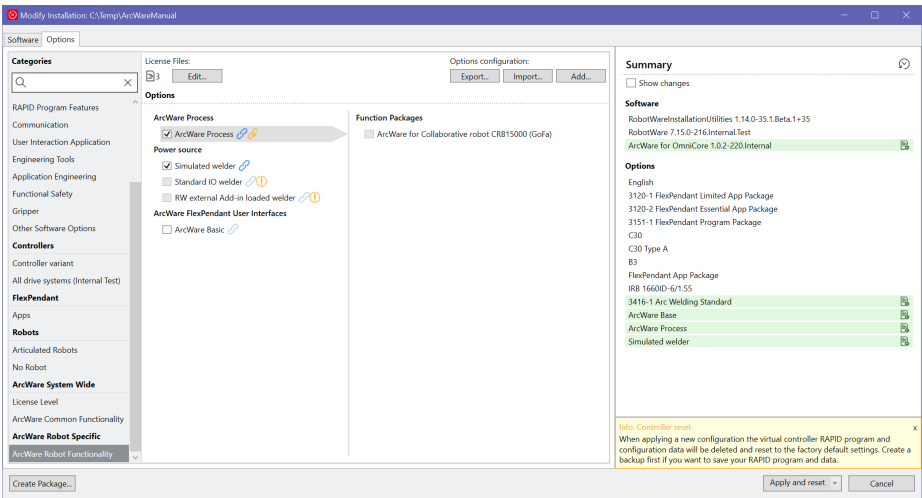 Modify Installation: C:\Temp\ArcWareManual
Software Options
Categories
RAPID Program Features
Communication
User Interaction Application
Engineering Tools
Application Engineering
Functional Safety
Gripper
Other Software Options
Controllers
Controller variant
All drive systems (Internal Test)
FlexPendant
Apps
Robots
Articulated Robots
No Robot
ArcWare System Wide
License Level
ArcWare Common Functionality
ArcWare Robot Specific
ArcWare Robot Functionality
License Files:
3 Edit...
Options configuration:
Export... Import... Add...
Options
ArcWare Process
ArcWare Process
Power source
Simulated welder
Standard IO welder
RW external Add-in loaded welder
ArcWare FlexPendant User Interfaces
ArcWare Basic
Function Packages
ArcWare for Collaborative robot CRB15000 (GoFa)
Summary
Show changes
Software
RobotWareInstallationUtilities 1.14.0-35.1.Beta.1+35
RobotWare 7.15.0-216.Internal.Test
ArcWare for OmniCore 1.0.2-220.Internal
Options
English
3120-1 FlexPendant Limited App Package
3120-2 FlexPendant Essential App Package
3151-1 FlexPendant Program Package
C30
C30 Type A
B3
FlexPendant App Package
IRB 1660ID-6/1.55
3416-1 Arc Welding Standard
ArcWare Base
ArcWare Process
Simulated welder
Info: Controller reset x
When applying a new configuration the virtual controller RAPID program and
configuration data will be deleted and reset to the factory default settings. Create a
backup first if you want to save your RAPID program and data.
Create Package...
Apply and reset Cancel